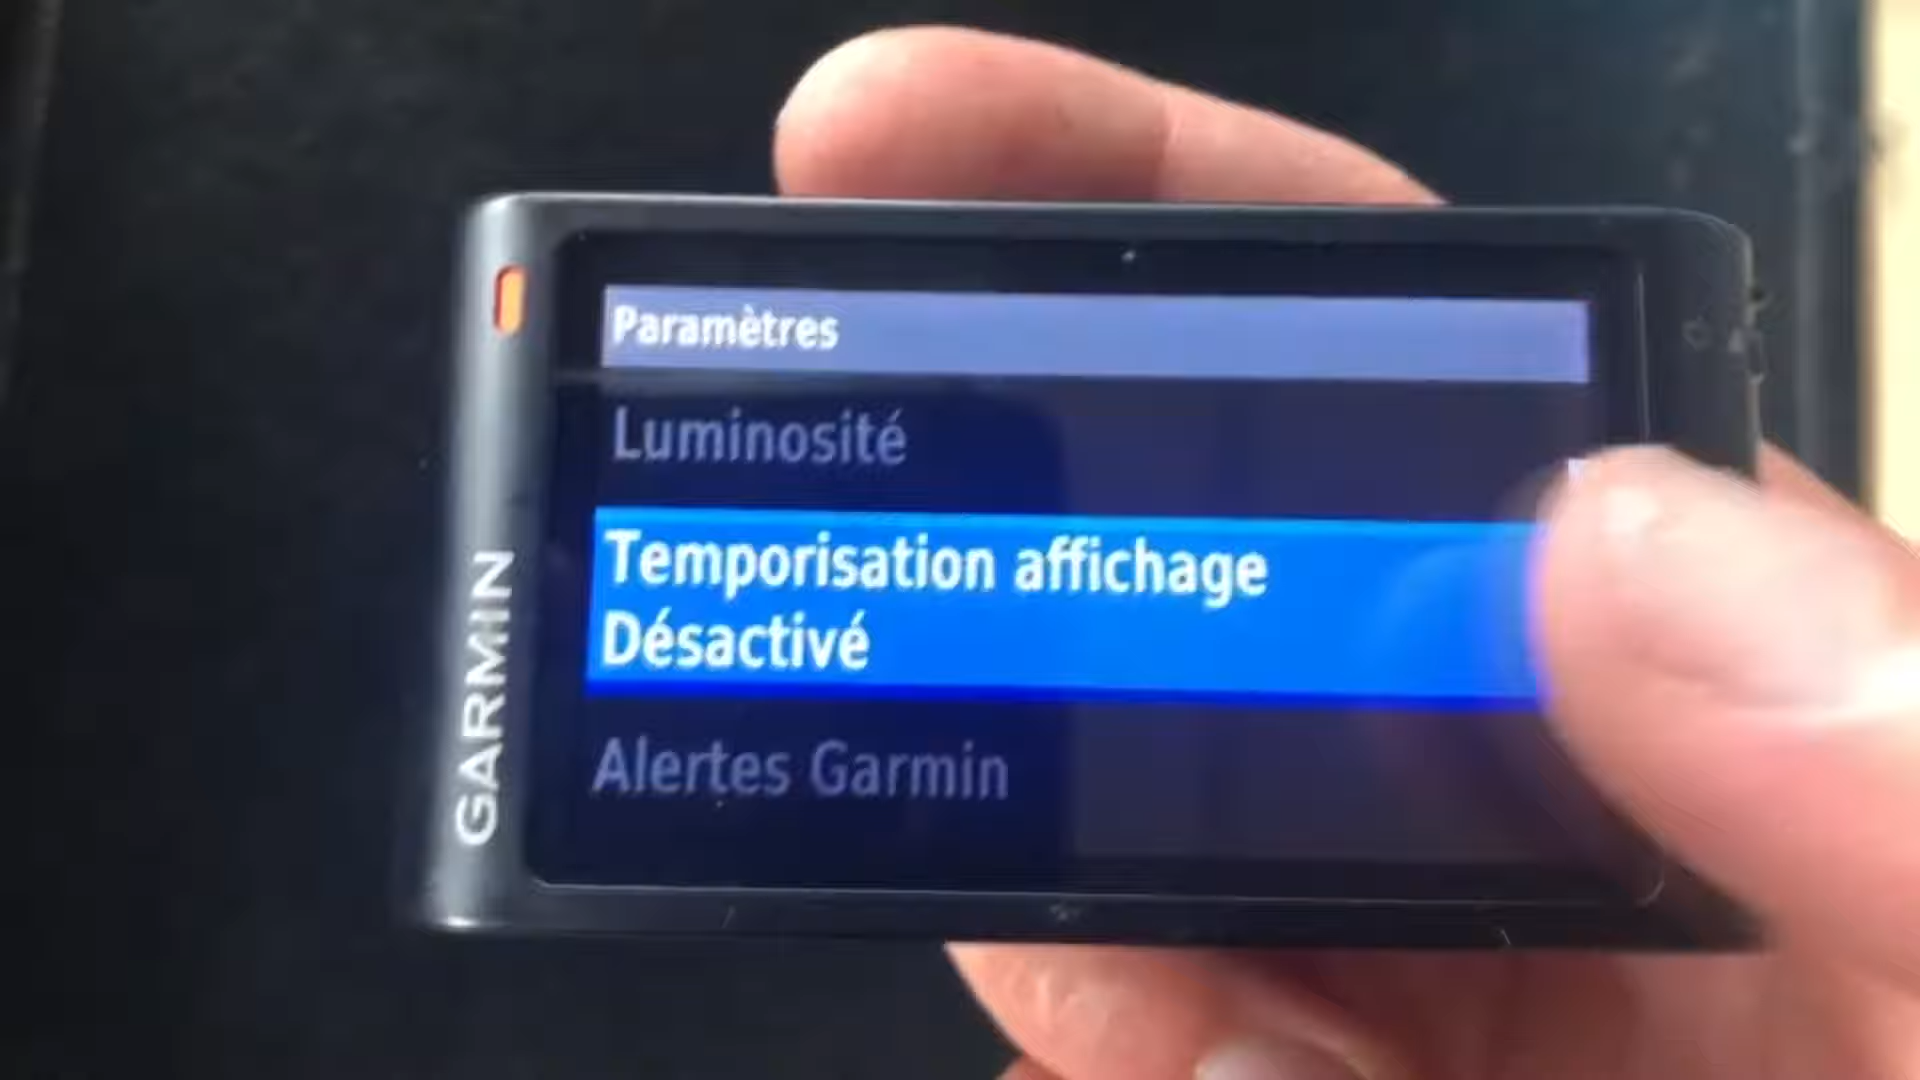 Paramètres
Luminosité
Temporisation affichage
Désactivé
Alertes Garmin
GARMIN